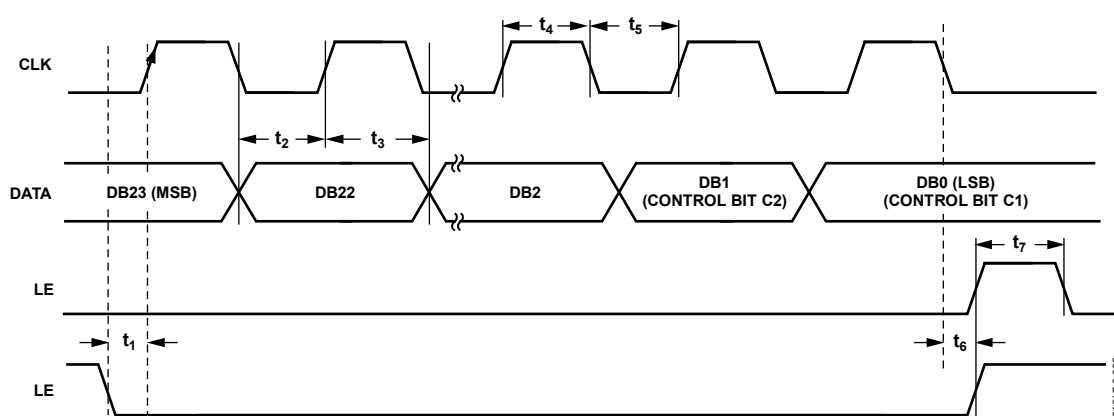 t4
t5
CLK
t2
t3
DATA
DB23 (MSB)
DB22
DB2
DB1
(CONTROL BIT C2)
DB0 (LSB)
(CONTROL BIT C1)
t7
LE
t1
t6
LE